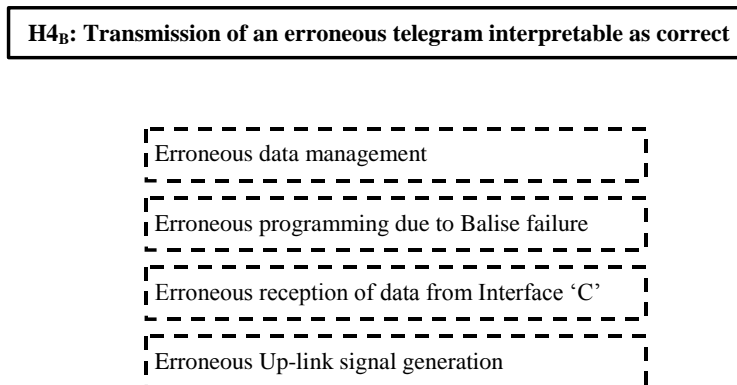 H4B: Transmission of an erroneous telegram interpretable as correct
Erroneous data management
Erroneous programming due to Balise failure
Erroneous reception of data from Interface ‘C’
Erroneous Up-link signal generation